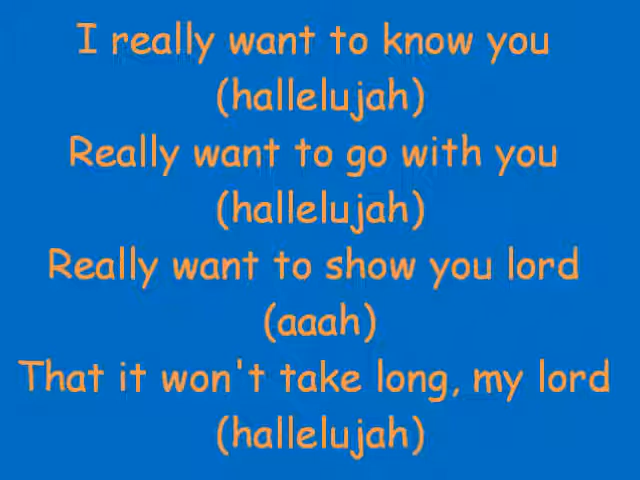 I really want to know you
(hallelujah)
Really want to go with you
(hallelujah)
Really want to show you lord
(aaah)
That it won't take long, my lord
(hallelujah)